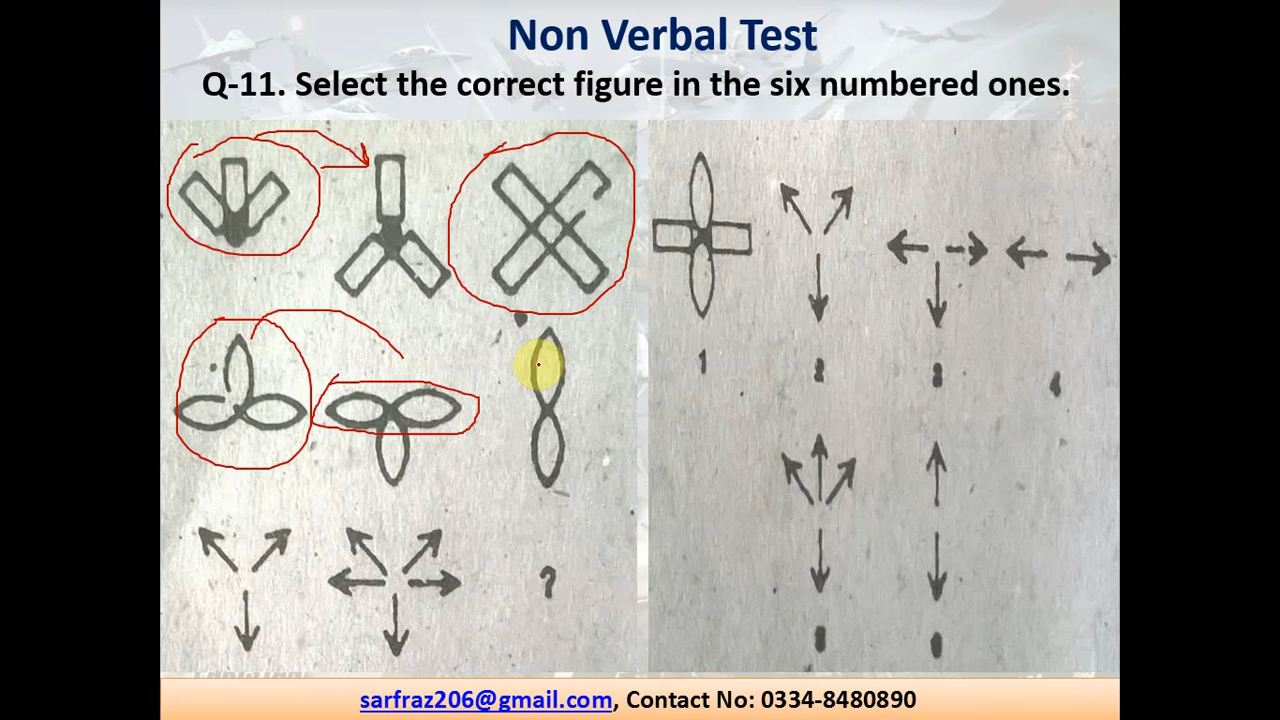 Non Verbal Test
Q-11. Select the correct figure in the six numbered ones.
?
1
sarfraz206@gmail.com, Contact No: 0334-8480890